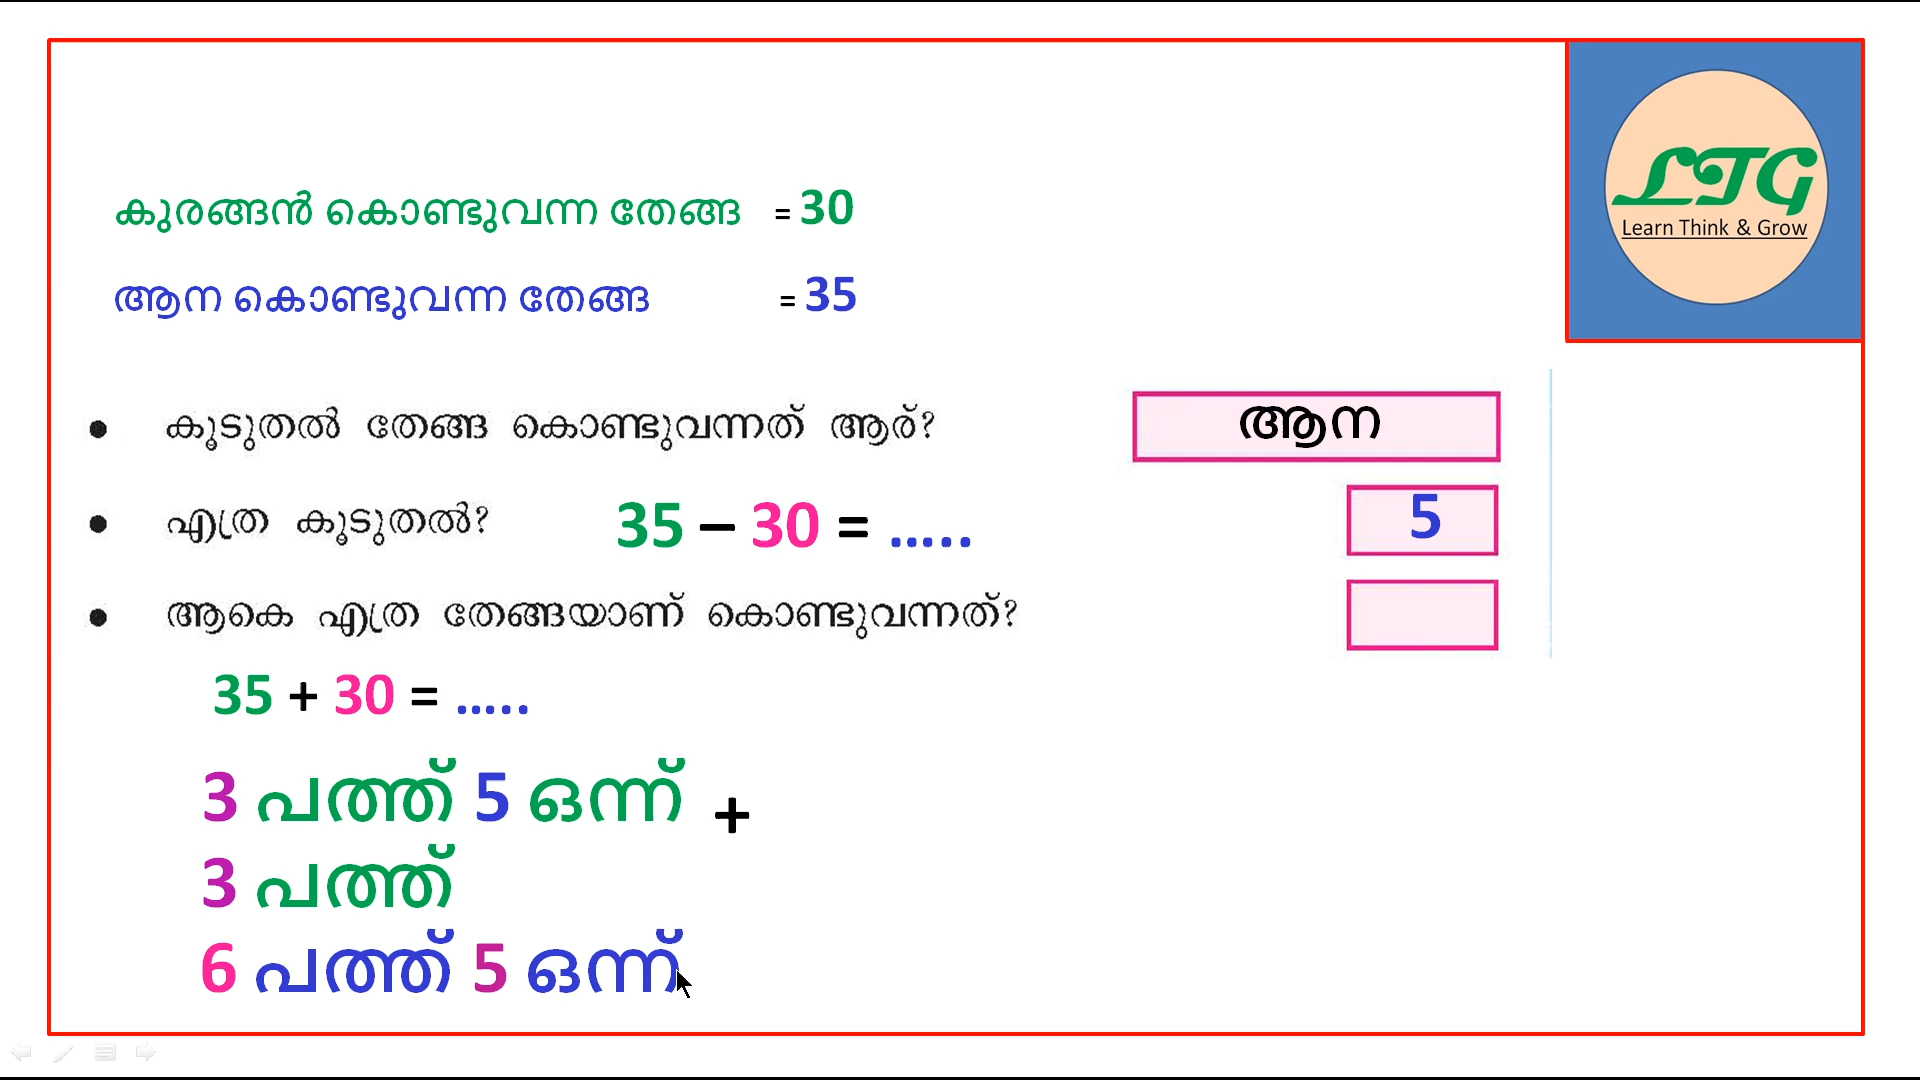 LTG
Learn Think & Grow
കുരങ്ങൻ കൊണ്ടുവന്ന തേങ്ങ = 30
ആന കൊണ്ടുവന്ന തേങ്ങ = 35
• കൂടുതൽ തേങ്ങ കൊണ്ടുവന്നത് ആര്? ആന
• എത്ര കൂടുതൽ? 35 – 30 = ..... 5
• ആകെ എത്ര തേങ്ങയാണ് കൊണ്ടുവന്നത്?
35 + 30 = .....
3 പത്ത് 5 ഒന്ന് +
3 പത്ത്
6 പത്ത് 5 ഒന്ന്